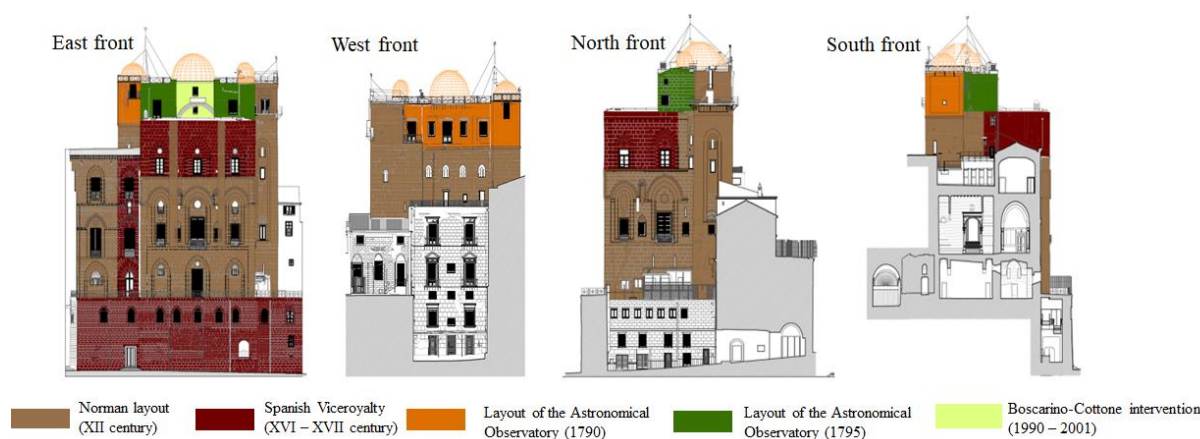 East front
West front
North front
South front
Norman layout
(XII century)
Spanish Viceroyalty
(XVI – XVII century)
Layout of the Astronomical
Observatory (1790)
Layout of the Astronomical
Observatory (1795)
Boscarino-Cottone intervention
(1990 – 2001)